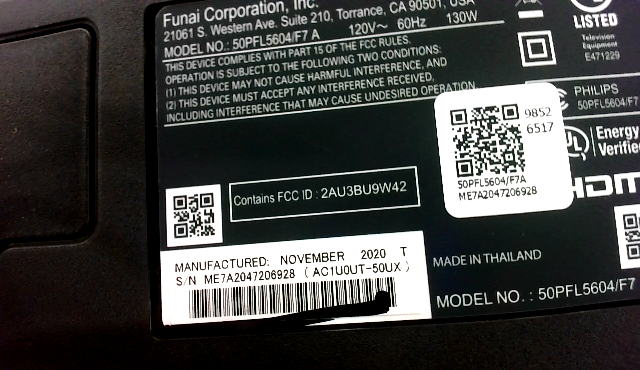 Funai Corporation, Inc.
21061 S. Western Ave. Suite 210, Torrance, CA 90501, USA
MODEL NO. : 50PFL5604/F7 A 120V~ 60Hz 130W
THIS DEVICE COMPLIES WITH PART 15 OF THE FCC RULES.
OPERATION IS SUBJECT TO THE FOLLOWING TWO CONDITIONS:
(1) THIS DEVICE MAY NOT CAUSE HARMFUL INTERFERENCE, AND
(2) THIS DEVICE MUST ACCEPT ANY INTERFERENCE RECEIVED,
INCLUDING INTERFERENCE THAT MAY CAUSE UNDESIRED OPERATION
UL
LISTED
Television
Equipment
E471229
PHILIPS
50PFL5604/F7
9852
6517
50PFL5604/F7A
ME7A2047206928
UL
Energy
Verified
HDMI
Contains FCC ID : 2AU3BU9W42
MANUFACTURED: NOVEMBER 2020 T
S/N ME7A2047206928 ( AC1U0UT-50UX )
MADE IN THAILAND
MODEL NO. : 50PFL5604/F7